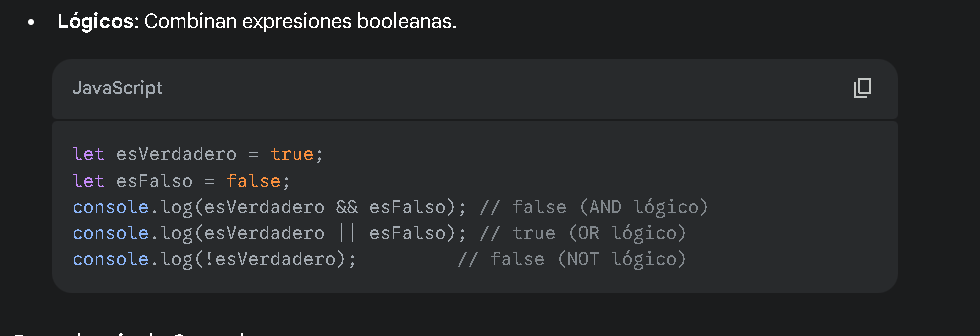 • Lógicos: Combinan expresiones booleanas.
JavaScript
let esVerdadero = true;
let esFalso = false;
console.log(esVerdadero && esFalso); // false (AND lógico)
console.log(esVerdadero || esFalso); // true (OR lógico)
console.log(!esVerdadero);         // false (NOT lógico)